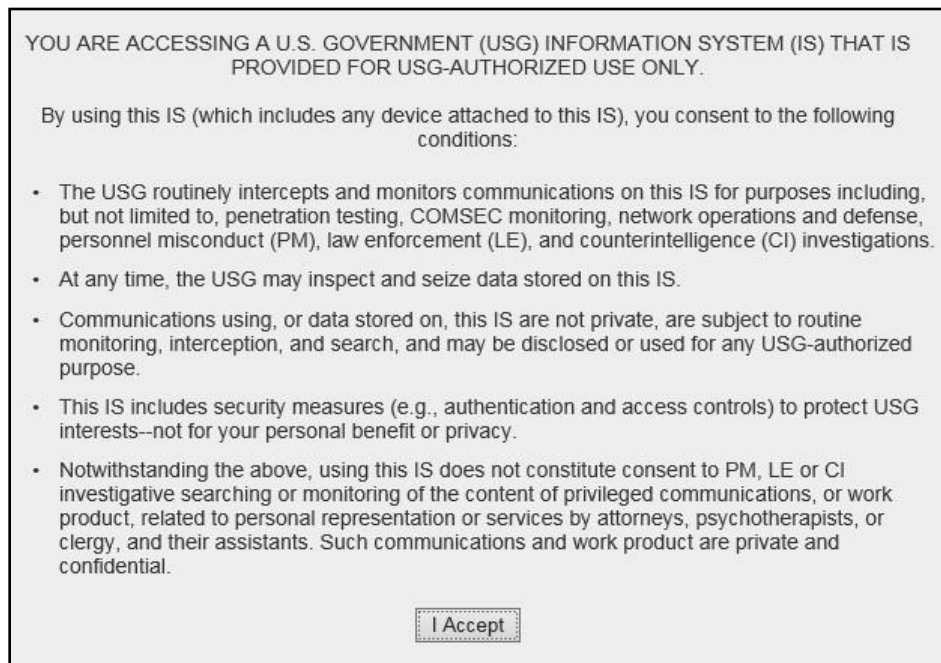 YOU ARE ACCESSING A U.S. GOVERNMENT (USG) INFORMATION SYSTEM (IS) THAT IS
PROVIDED FOR USG-AUTHORIZED USE ONLY.
By using this IS (which includes any device attached to this IS), you consent to the following
conditions:
• The USG routinely intercepts and monitors communications on this IS for purposes including,
but not limited to, penetration testing, COMSEC monitoring, network operations and defense,
personnel misconduct (PM), law enforcement (LE), and counterintelligence (CI) investigations.
• At any time, the USG may inspect and seize data stored on this IS.
• Communications using, or data stored on, this IS are not private, are subject to routine
monitoring, interception, and search, and may be disclosed or used for any USG-authorized
purpose.
• This IS includes security measures (e.g., authentication and access controls) to protect USG
interests--not for your personal benefit or privacy.
• Notwithstanding the above, using this IS does not constitute consent to PM, LE or CI
investigative searching or monitoring of the content of privileged communications, or work
product, related to personal representation or services by attorneys, psychotherapists, or
clergy, and their assistants. Such communications and work product are private and
confidential.
I Accept